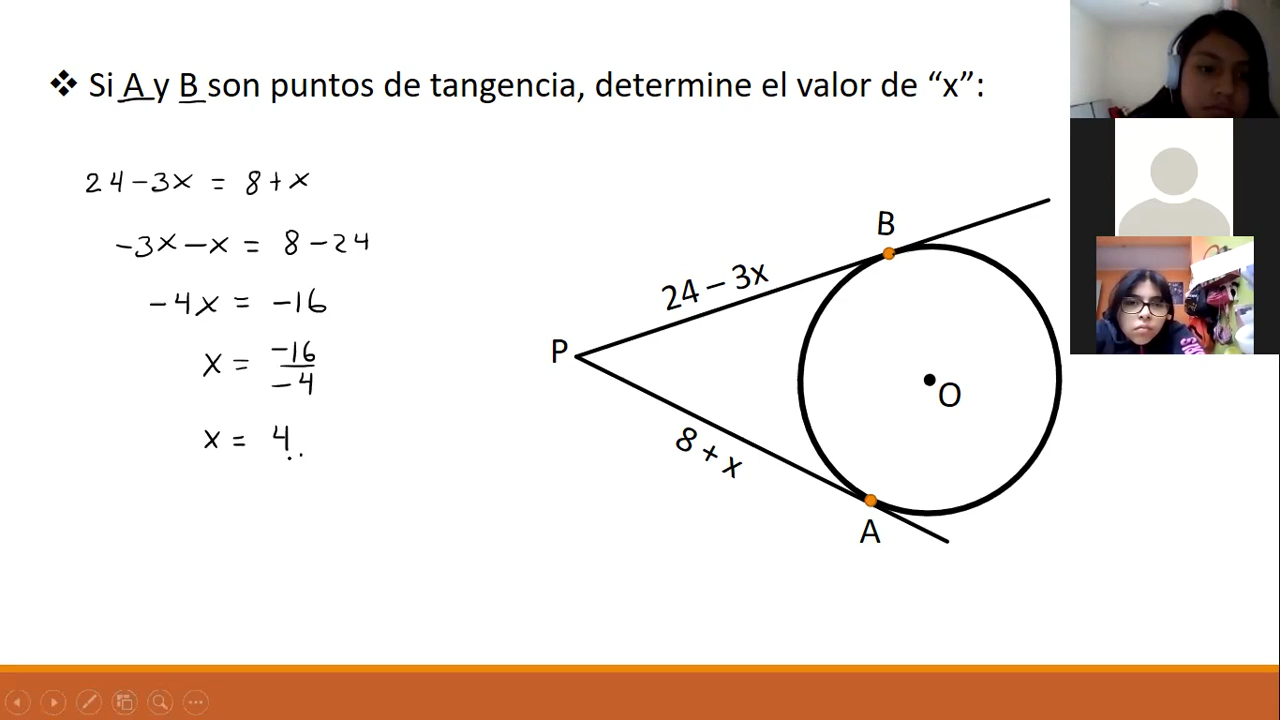 ❖ Si A y B son puntos de tangencia, determine el valor de “x”:
24 - 3x = 8 + x
-3x - x = 8 - 24
-4x = -16
x = -16/-4
x = 4..
B
24 – 3x
P
O
8 + x
A